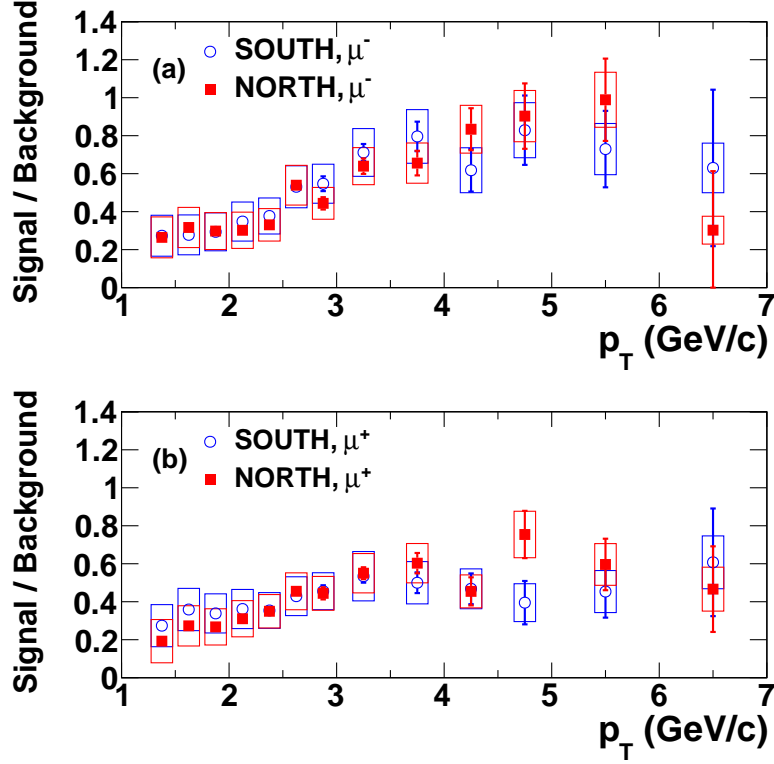 1.4
(a)
SOUTH, μ⁻
1.2
NORTH, μ⁻
1
0.8
0.6
0.4
0.2
0
1 2 3 4 5 6 7
Signal / Background
p_T (GeV/c)
1.4
(b)
SOUTH, μ⁺
1.2
NORTH, μ⁺
1
0.8
0.6
0.4
0.2
0
1 2 3 4 5 6 7
Signal / Background
p_T (GeV/c)